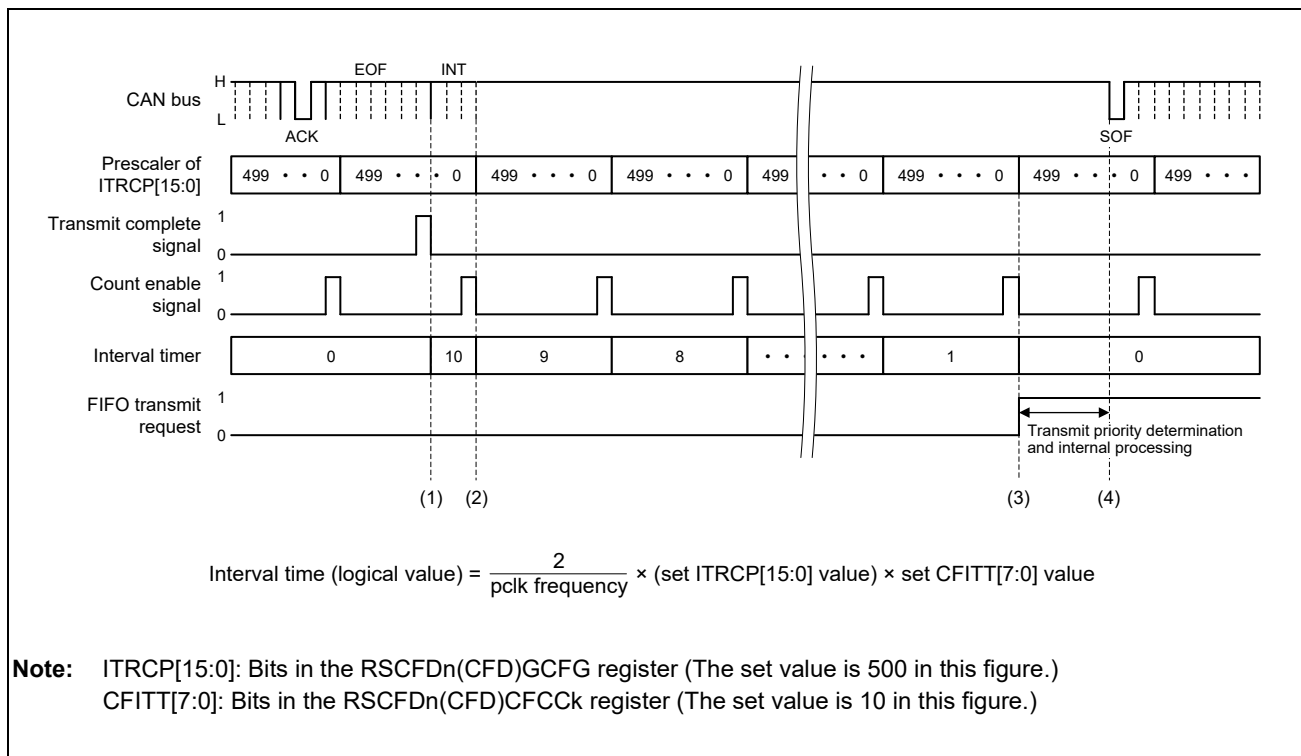 EOF INT
H
CAN bus
L
ACK SOF
Prescaler of
ITRCP[15:0]
499 · · 0 499 · · · 0 499 · · · 0 499 · · · 0 499 · · 0 499 · · · 0 499 · · · 0 499 · · ·
Transmit complete
signal
1
0
Count enable
signal
1
0
Interval timer
0 10 9 8 · · · · · · 1 0
FIFO transmit
request
1
0
Transmit priority determination
and internal processing
(1) (2) (3) (4)
Interval time (logical value) = 2 / pclk frequency × (set ITRCP[15:0] value) × set CFITT[7:0] value
Note: ITRCP[15:0]: Bits in the RSCFDn(CFD)GCFG register (The set value is 500 in this figure.)
CFITT[7:0]: Bits in the RSCFDn(CFD)CFCCk register (The set value is 10 in this figure.)